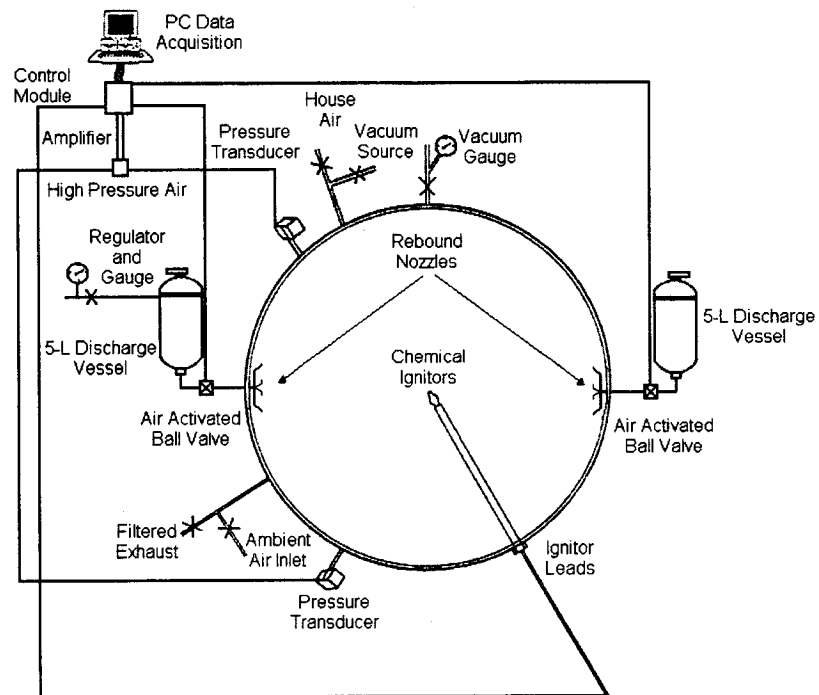 PC Data
Acquisition
Control
Module
Amplifier
High Pressure Air
Pressure
Transducer
House
Air
Vacuum
Source
Vacuum
Gauge
Regulator
and
Gauge
5-L Discharge
Vessel
Air Activated
Ball Valve
Rebound
Nozzles
Chemical
Ignitors
5-L Discharge
Vessel
Air Activated
Ball Valve
Filtered
Exhaust
Ambient
Air Inlet
Pressure
Transducer
Ignitor
Leads